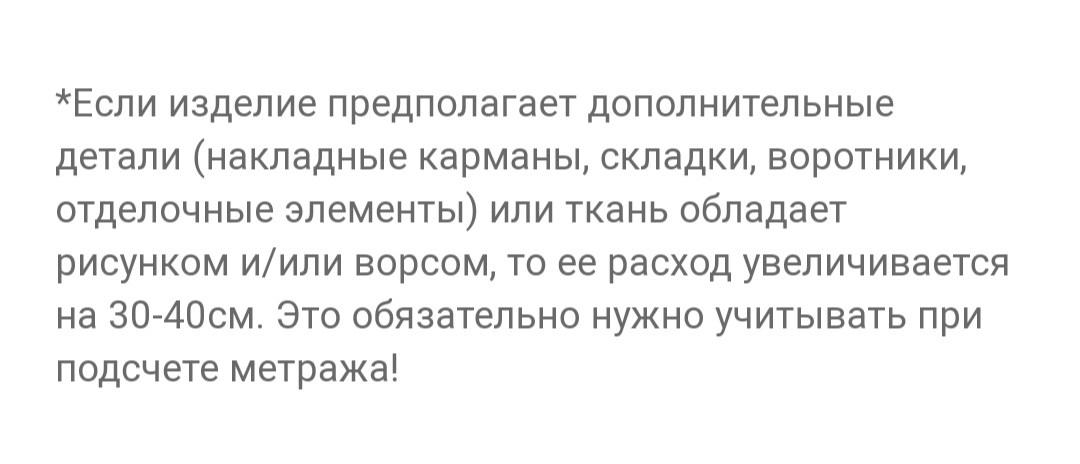 *Если изделие предполагает дополнительные
детали (накладные карманы, складки, воротники,
отделочные элементы) или ткань обладает
рисунком и/или ворсом, то ее расход увеличивается
на 30-40см. Это обязательно нужно учитывать при
подсчете метража!